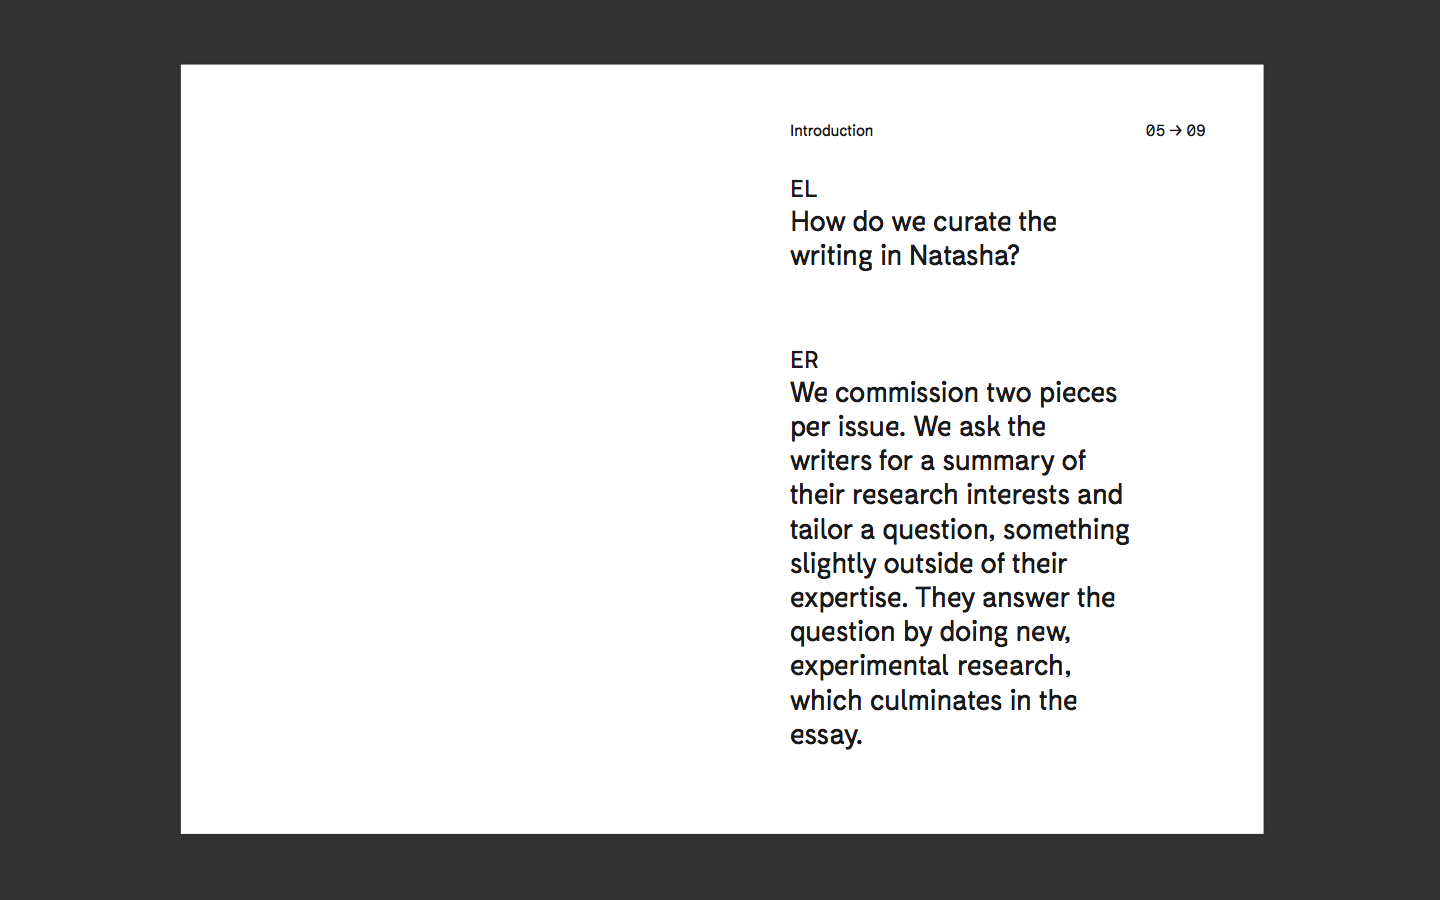 Introduction
05 → 09
EL
How do we curate the
writing in Natasha?
ER
We commission two pieces
per issue. We ask the
writers for a summary of
their research interests and
tailor a question, something
slightly outside of their
expertise. They answer the
question by doing new,
experimental research,
which culminates in the
essay.